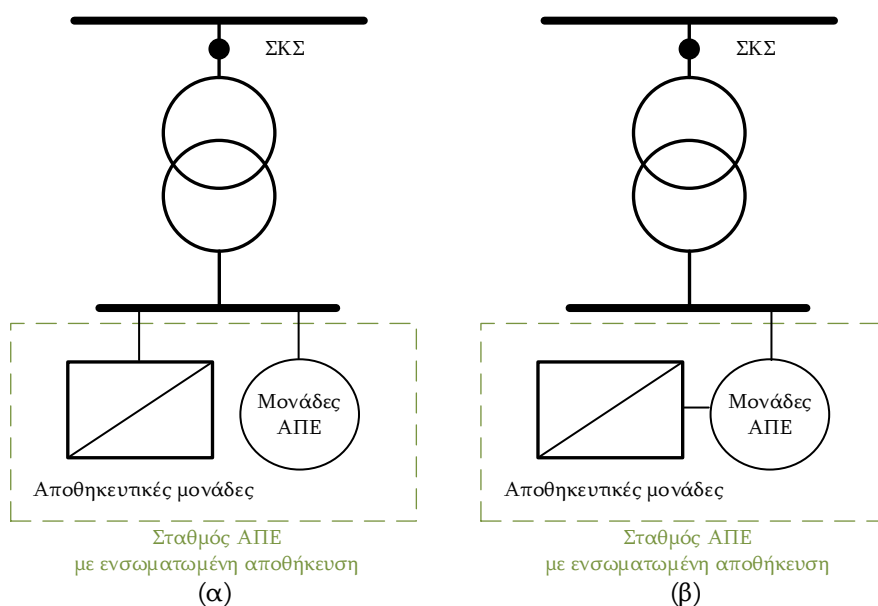 ΣΚΣ
Μονάδες
ΑΠΕ
Αποθηκευτικές μονάδες
Σταθμός ΑΠΕ
με ενσωματωμένη αποθήκευση
(α)
ΣΚΣ
Μονάδες
ΑΠΕ
Αποθηκευτικές μονάδες
Σταθμός ΑΠΕ
με ενσωματωμένη αποθήκευση
(β)